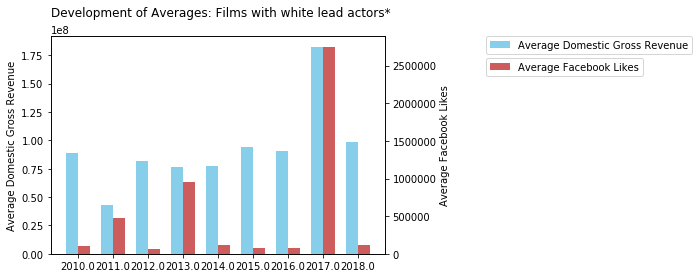 Development of Averages: Films with white lead actors*
1e8
Average Domestic Gross Revenue
1.75
1.50
1.25
1.00
0.75
0.50
0.25
0.00
2010.0 2011.0 2012.0 2013.0 2014.0 2015.0 2016.0 2017.0 2018.0
2500000
2000000
1500000
1000000
500000
0
Average Facebook Likes
Average Domestic Gross Revenue
Average Facebook Likes